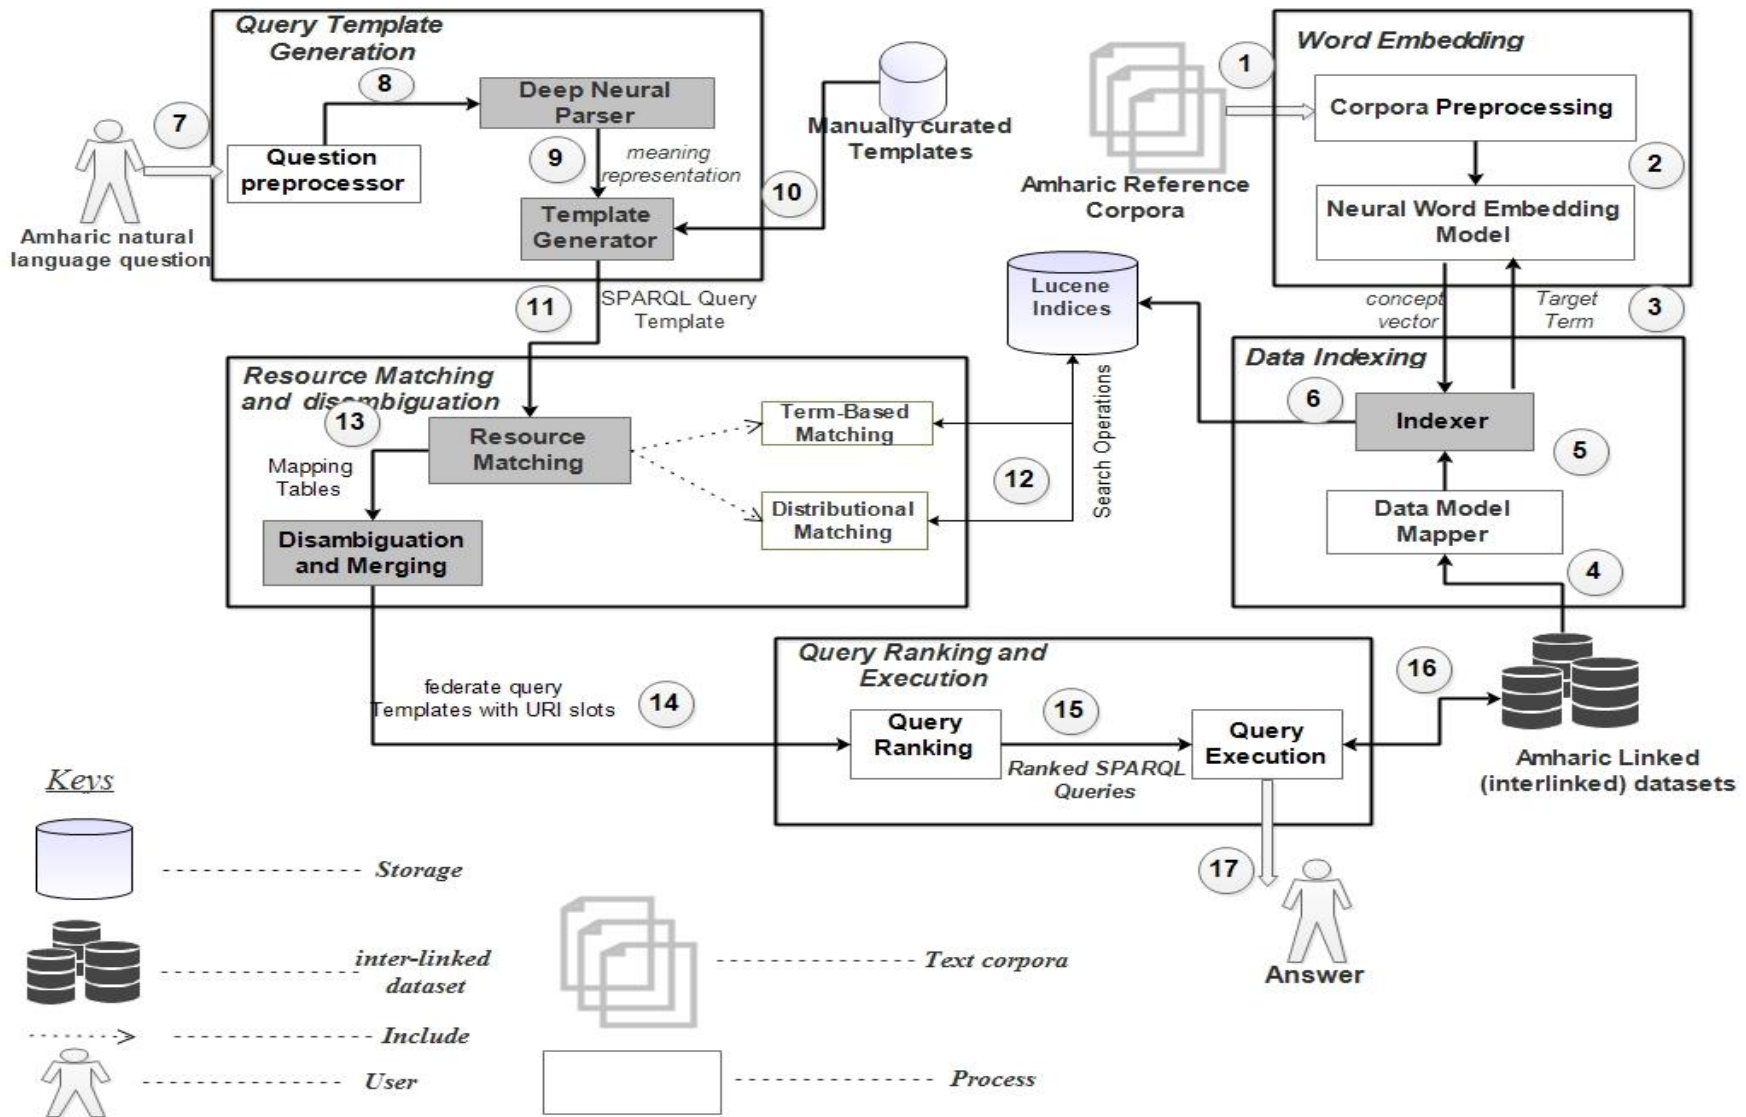 Query Template
Generation
8
Deep Neural
Parser
7
Question
preprocessor
9
meaning
representation
Template
Generator
10
Manually curated
Templates
Amharic natural
language question
11
SPARQL Query
Template
Word Embedding
1
Corpora Preprocessing
2
Neural Word Embedding
Model
Amharic Reference
Corpora
concept
vector
Target
Term
3
Lucene
Indices
Data Indexing
6
Indexer
5
Data Model
Mapper
4
Resource Matching
and disambiguation
13
Resource
Matching
Mapping
Tables
Disambiguation
and Merging
Term-Based
Matching
Distributional
Matching
12
Search Operations
federate query
Templates with URI slots
14
Query Ranking and
Execution
Query
Ranking
15
Ranked SPARQL
Queries
Query
Execution
16
Amharic Linked
(interlinked) datasets
17
Answer
Keys
Storage
inter-linked
dataset
Include
User
Text corpora
Process